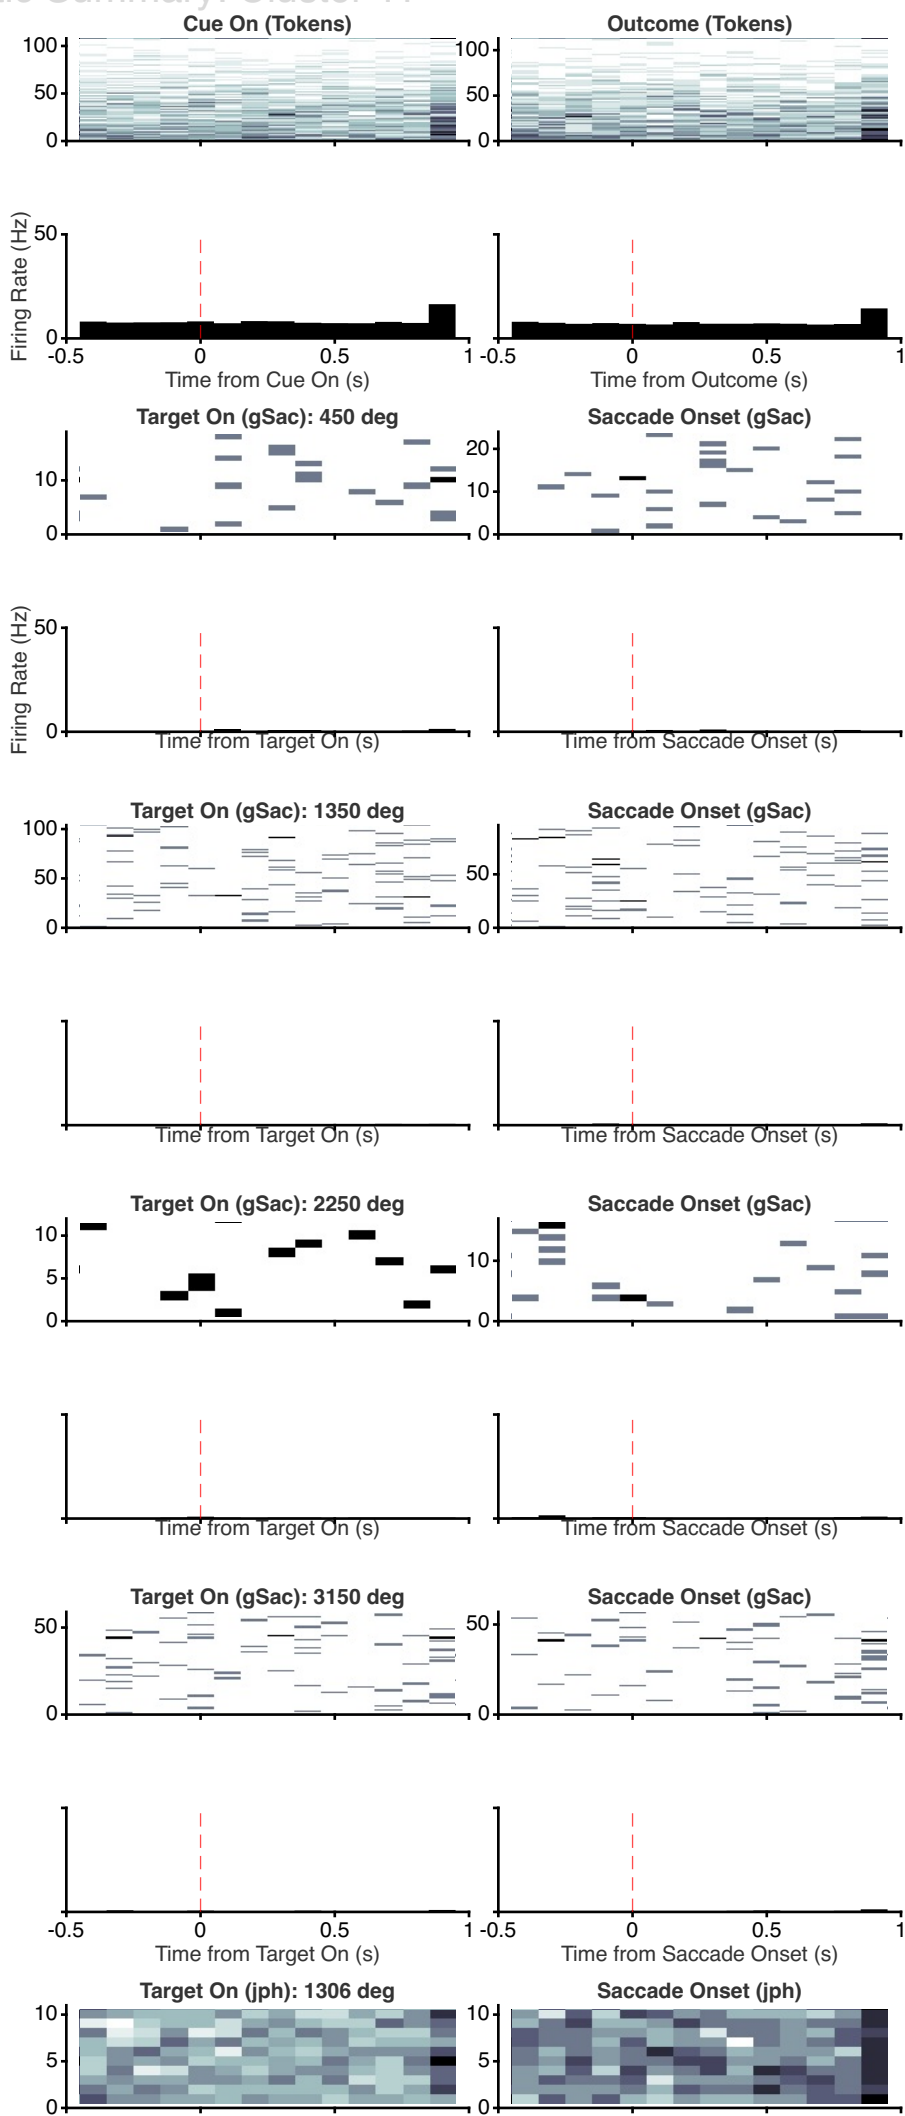 Summary: Cluster
Cue On (Tokens) Outcome (Tokens)
100 100
50 50
0 0
Firing Rate (Hz)
50
0
-0.5 0 0.5 1 -0.5 0 0.5 1
Time from Cue On (s) Time from Outcome (s)
Target On (gSac): 450 deg Saccade Onset (gSac)
20
10 10
0 0
Firing Rate (Hz)
50
0
Time from Target On (s) Time from Saccade Onset (s)
Target On (gSac): 1350 deg Saccade Onset (gSac)
100
50 50
0 0
Time from Target On (s) Time from Saccade Onset (s)
Target On (gSac): 2250 deg Saccade Onset (gSac)
10 10
5
0 0
Time from Target On (s) Time from Saccade Onset (s)
Target On (gSac): 3150 deg Saccade Onset (gSac)
50 50
0 0
-0.5 0 0.5 1 -0.5 0 0.5 1
Time from Target On (s) Time from Saccade Onset (s)
Target On (jph): 1306 deg Saccade Onset (jph)
10 10
5 5
0 0